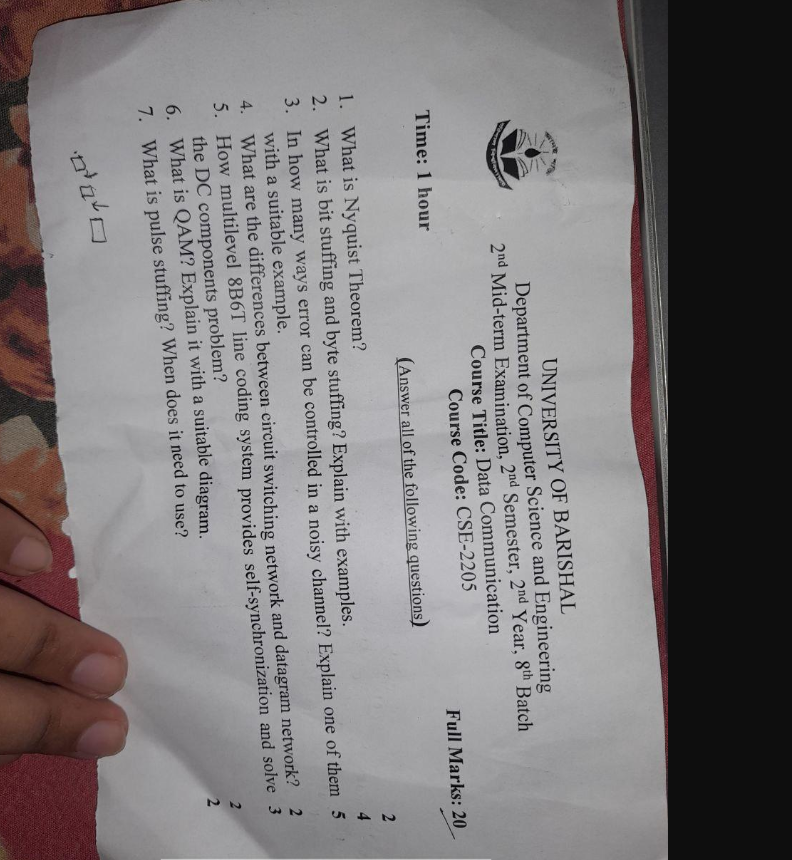 UNIVERSITY OF BARISHAL
Department of Computer Science and Engineering
2nd Mid-term Examination, 2nd Semester, 2nd Year, 8th Batch
Course Title: Data Communication
Course Code: CSE-2205
Time: 1 hour Full Marks: 20
(Answer all of the following questions)
1. What is Nyquist Theorem? 2
2. What is bit stuffing and byte stuffing? Explain with examples. 4
3. In how many ways error can be controlled in a noisy channel? Explain one of them 5
with a suitable example.
4. What are the differences between circuit switching network and datagram network? 2
5. How multilevel 8B6T line coding system provides self-synchronization and solve 3
the DC components problem?
6. What is QAM? Explain it with a suitable diagram. 2
7. What is pulse stuffing? When does it need to use? 2